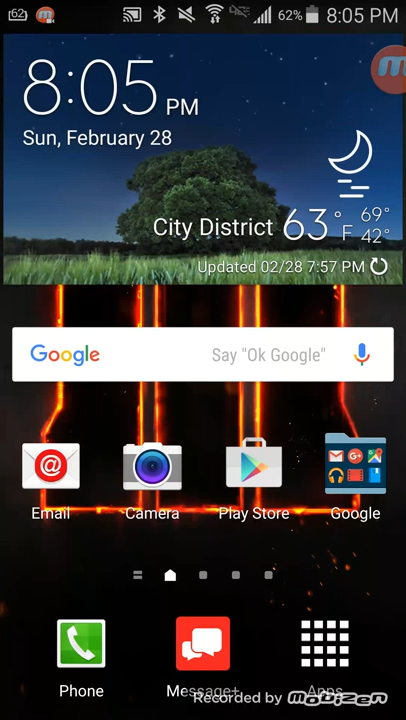 62
62% 8:05 PM
8:05 PM
Sun, February 28
City District 63°F 69° 42°
Updated 02/28 7:57 PM
Google Say "Ok Google"
Email Camera Play Store Google
Phone Message+ Apps
Recorded by mobizen